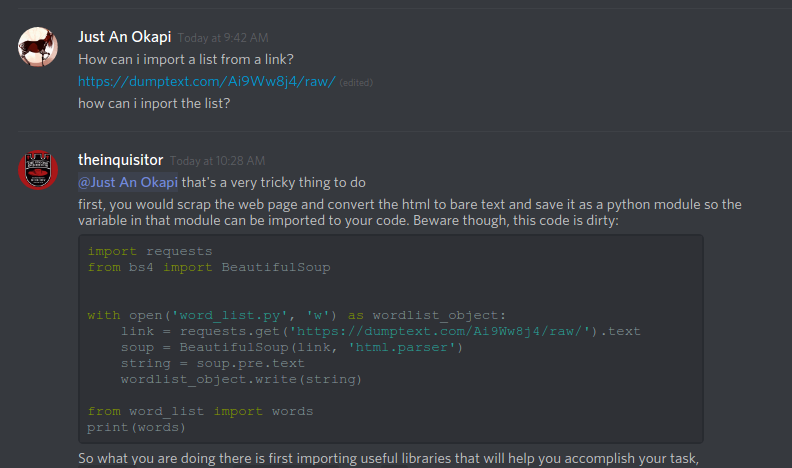 Just An Okapi Today at 9:42 AM
How can i import a list from a link?
https://dumptext.com/Ai9Ww8j4/raw/ (edited)
how can i inport the list?
theinquisitor Today at 10:28 AM
@Just An Okapi that's a very tricky thing to do
first, you would scrap the web page and convert the html to bare text and save it as a python module so the
variable in that module can be imported to your code. Beware though, this code is dirty:
import requests
from bs4 import BeautifulSoup
with open('word_list.py', 'w') as wordlist_object:
    link = requests.get('https://dumptext.com/Ai9Ww8j4/raw/').text
    soup = BeautifulSoup(link, 'html.parser')
    string = soup.pre.text
    wordlist_object.write(string)
from word_list import words
print(words)
So what you are doing there is first importing useful libraries that will help you accomplish your task,